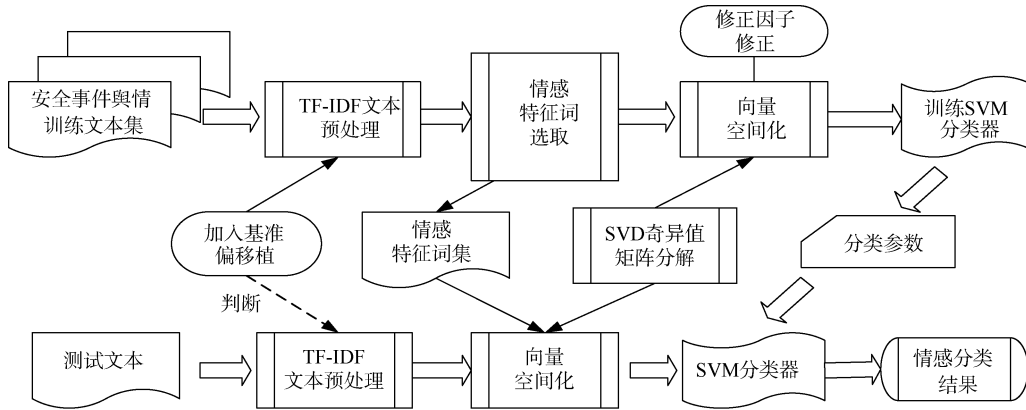 修正因子
修正
安全事件舆情
训练文本集
TF-IDF文本
预处理
情感
特征词
选取
向量
空间化
训练SVM
分类器
加入基准
偏移植
情感
特征词集
SVD奇异值
矩阵分解
分类参数
判断
测试文本
TF-IDF
文本预处理
向量
空间化
SVM分类器
情感分类
结果